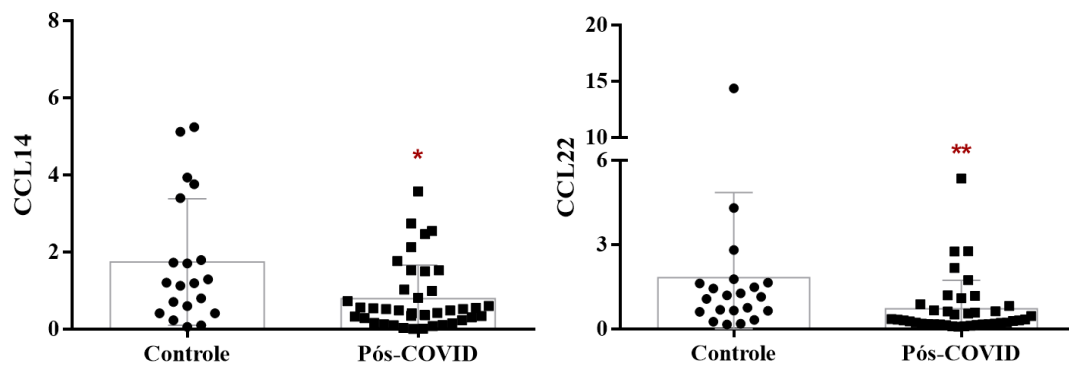 CCL14
8
6
4
2
0
*
Controle
Pós-COVID
CCL22
20
15
10
6
3
0
**
Controle
Pós-COVID